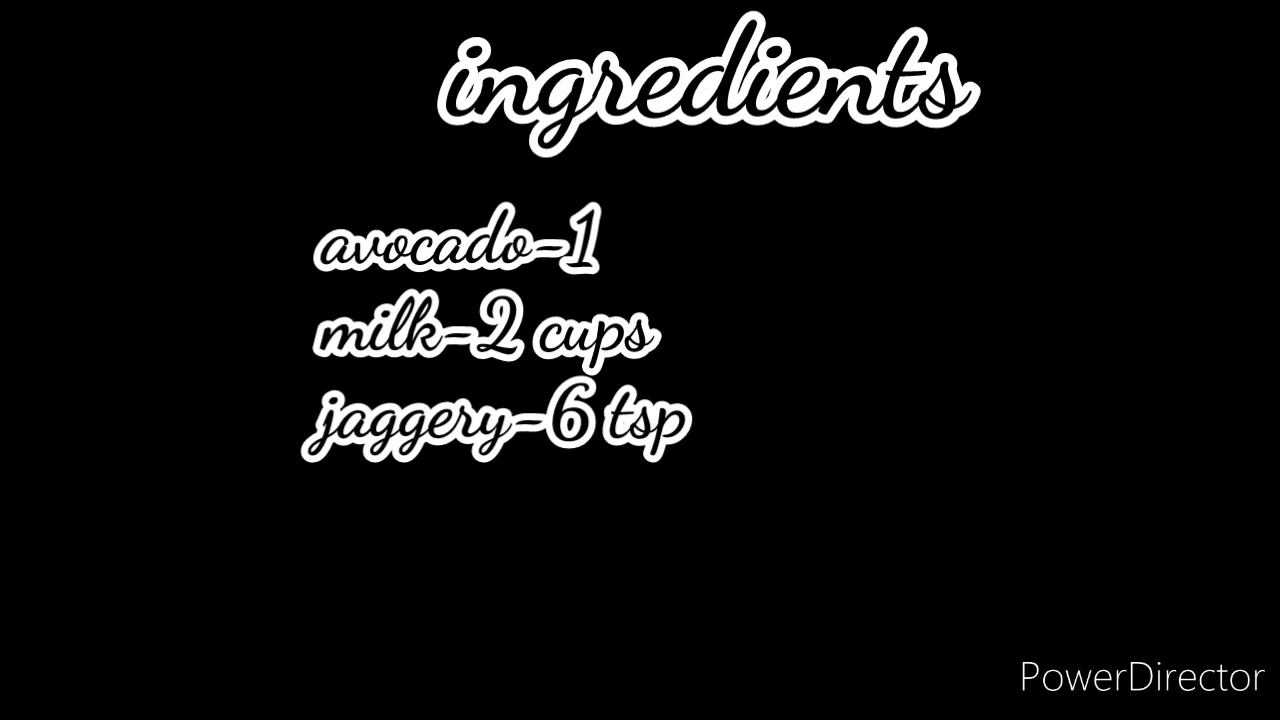 ingredients
avocado-1
milk-2 cups
jaggery-6 tsp
PowerDirector